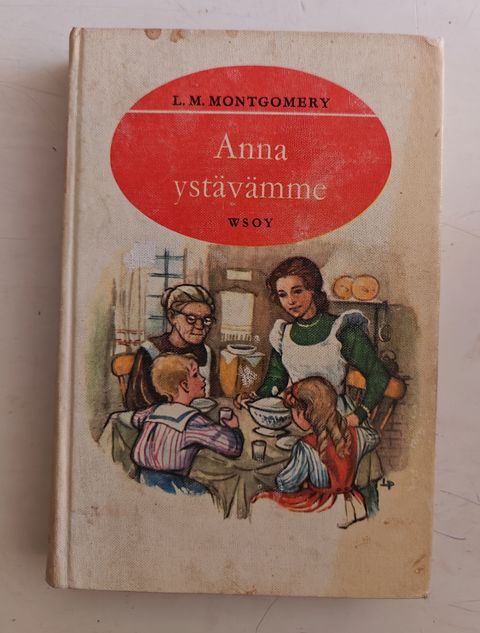 L. M. MONTGOMERY
Anna
ystävämme
WSOY